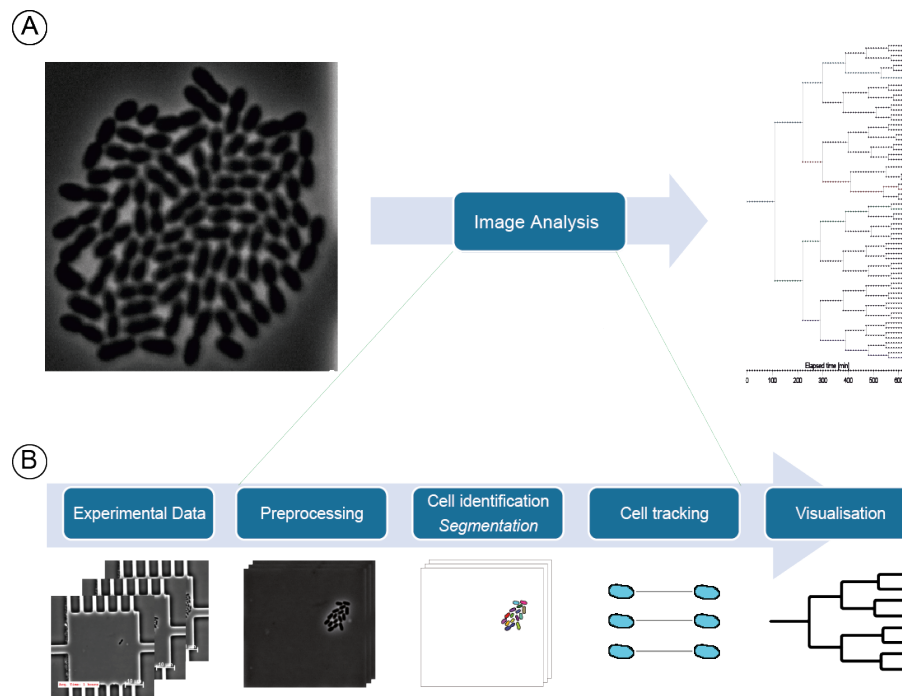 A
Image Analysis
Elapsed time [min]
0 100 200 300 400 500 600
B
Experimental Data
Preprocessing
Cell identification
Segmentation
Cell tracking
Visualisation